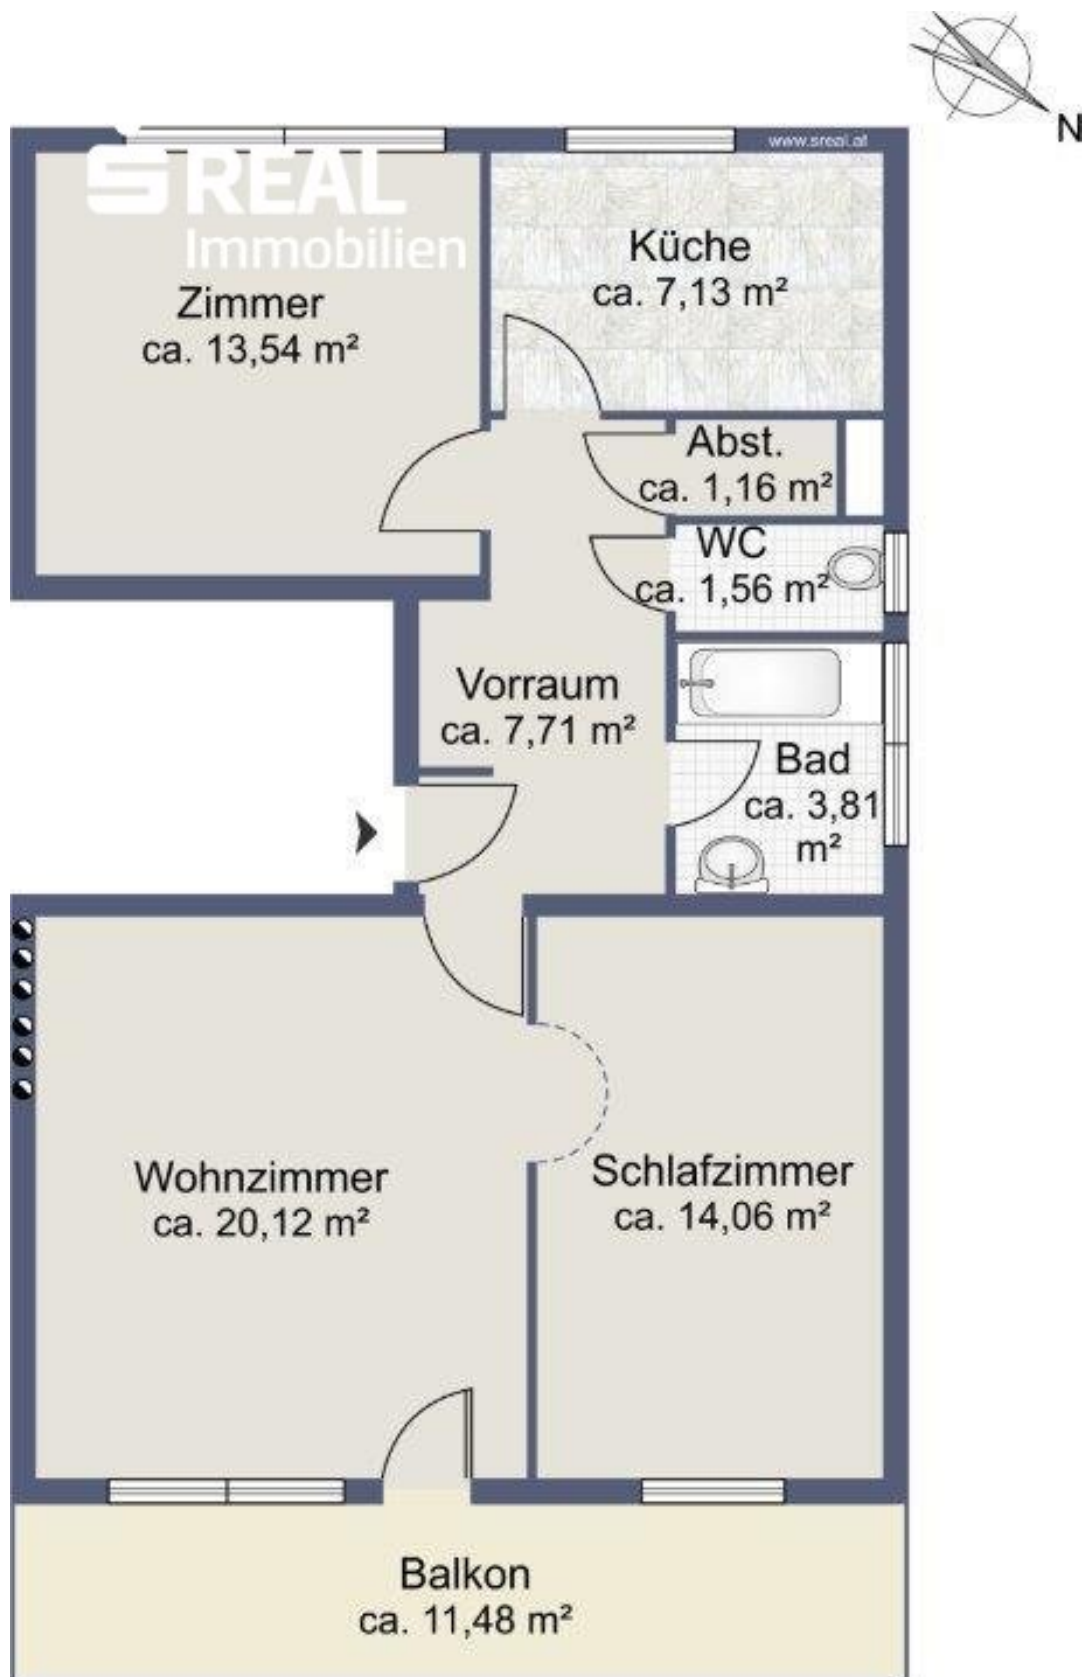 N
www.sreal.at
S REAL
Immobilien
Zimmer
ca. 13,54 m²
Küche
ca. 7,13 m²
Abst.
ca. 1,16 m²
WC
ca. 1,56 m²
Vorraum
ca. 7,71 m²
Bad
ca. 3,81
m²
Wohnzimmer
ca. 20,12 m²
Schlafzimmer
ca. 14,06 m²
Balkon
ca. 11,48 m²